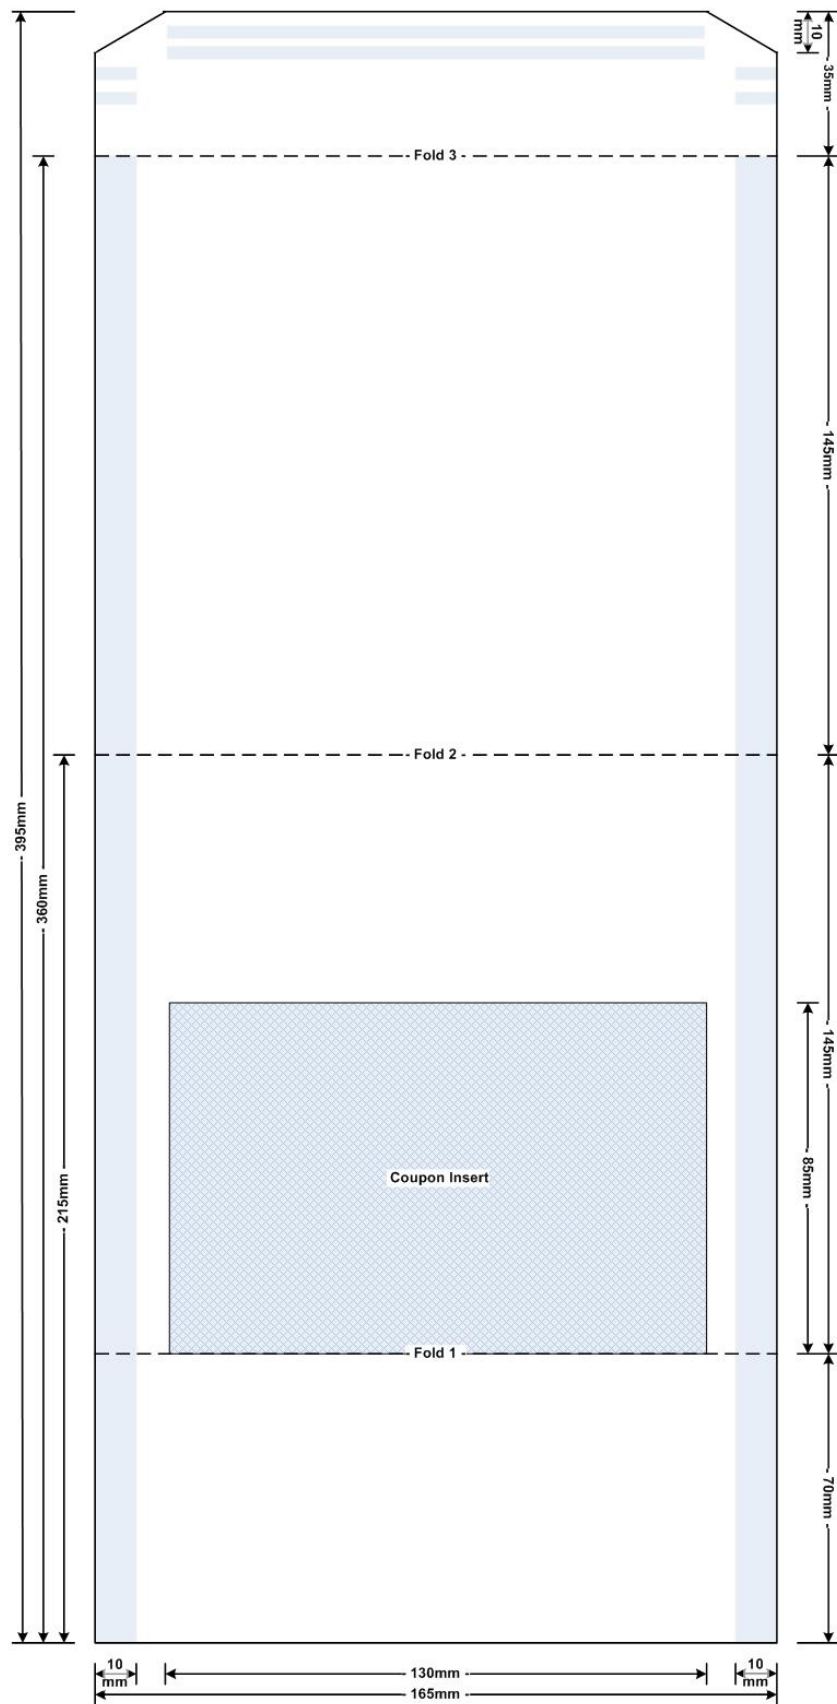 10
mm
- 35mm -
- Fold 3 -
- 145mm -
- Fold 2 -
- 395mm -
- 360mm -
- 145mm -
- 85mm -
Coupon Insert
- 215mm -
- Fold 1 -
- 70mm -
10
mm
- 130mm -
10
mm
- 165mm -